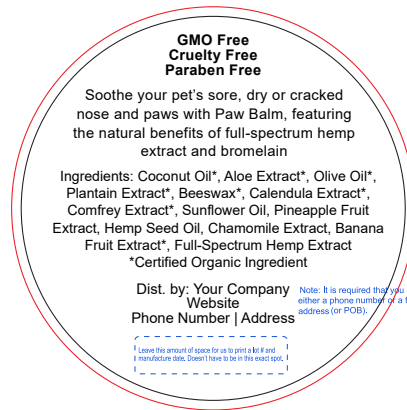 GMO Free
Cruelty Free
Paraben Free
Soothe your pet's sore, dry or cracked
nose and paws with Paw Balm, featuring
the natural benefits of full-spectrum hemp
extract and bromelain
Ingredients: Coconut Oil*, Aloe Extract*, Olive Oil*,
Plantain Extract*, Beeswax*, Calendula Extract*,
Comfrey Extract*, Sunflower Oil, Pineapple Fruit
Extract, Hemp Seed Oil, Chamomile Extract, Banana
Fruit Extract*, Full-Spectrum Hemp Extract
*Certified Organic Ingredient
Dist. by: Your Company
Website
Phone Number | Address
Note: It is required that you
either a phone number or a f
address (or POB).
Leave this amount of space for us to print a lot # and
manufacture date. Doesn't have to be in this exact spot.